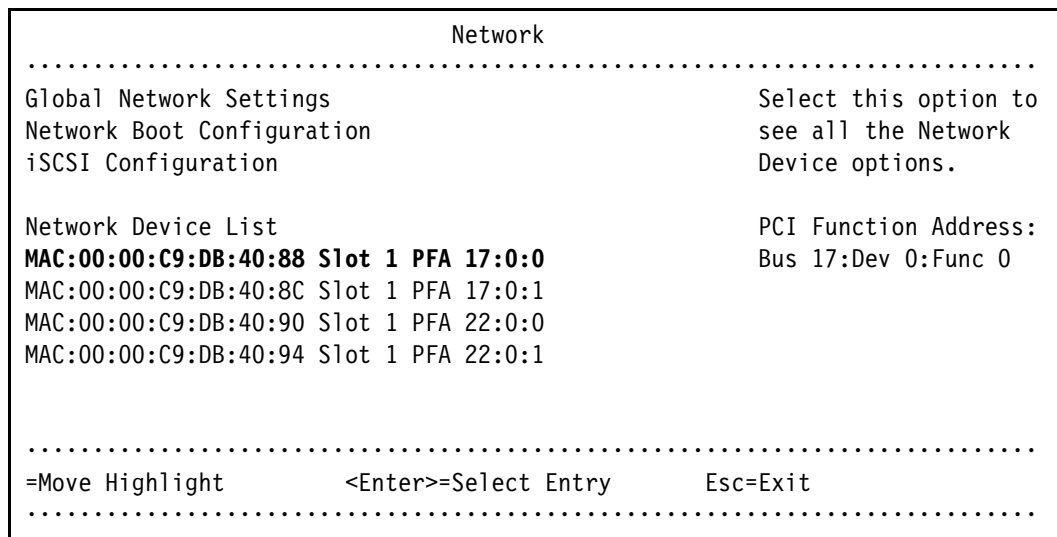 Network
................................................................................
Global Network Settings Select this option to
Network Boot Configuration see all the Network
iSCSI Configuration Device options.
Network Device List PCI Function Address:
MAC:00:00:C9:DB:40:88 Slot 1 PFA 17:0:0 Bus 17:Dev 0:Func 0
MAC:00:00:C9:DB:40:8C Slot 1 PFA 17:0:1
MAC:00:00:C9:DB:40:90 Slot 1 PFA 22:0:0
MAC:00:00:C9:DB:40:94 Slot 1 PFA 22:0:1
................................................................................
=Move Highlight <Enter>=Select Entry Esc=Exit
................................................................................